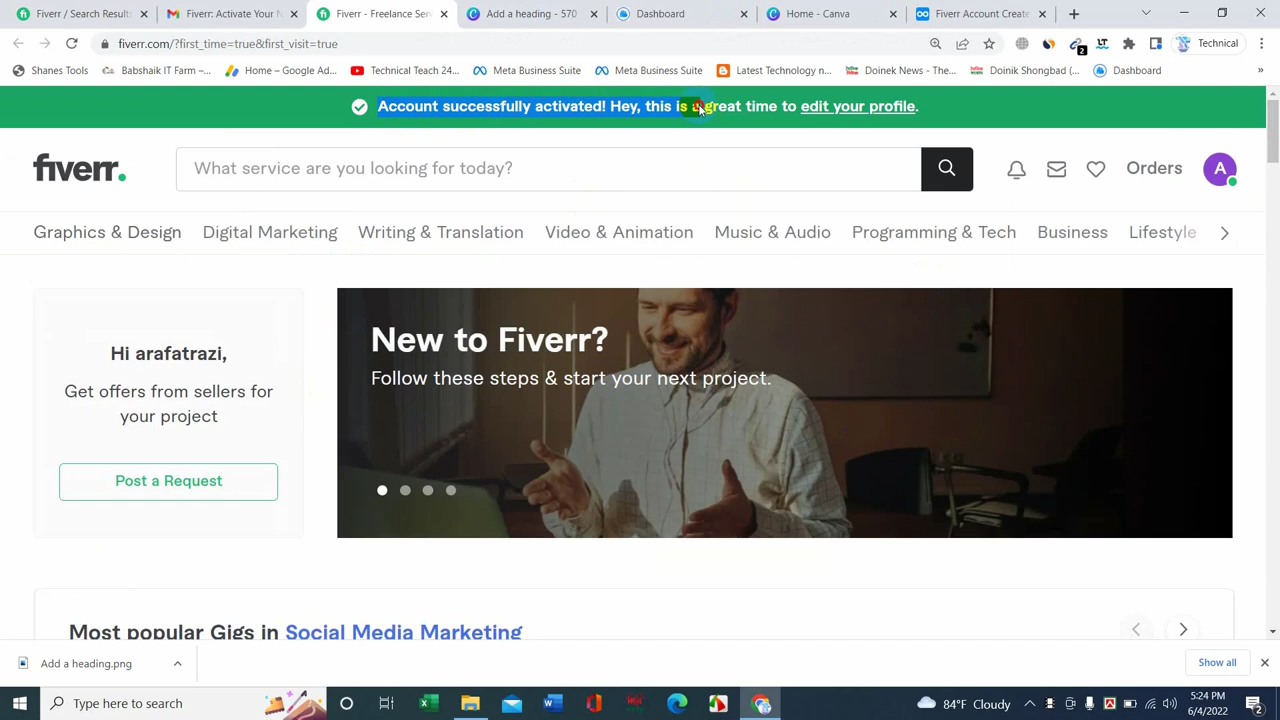 Fiverr / Search Results
Fiverr: Activate Your N
Fiverr - Freelance Serv
Add a heading - 570
Dashboard
Home - Canva
Fiverr Account Create
fiverr.com/?first_time=true&first_visit=true
2
Technical
Shanes Tools
Babshaik IT Farm –...
Home – Google Ad...
Technical Teach 24...
Meta Business Suite
Meta Business Suite
Latest Technology n...
Doinek News - The...
Doinik Shongbad (...
Dashboard
»
Account successfully activated! Hey, this is a great time to edit your profile.
fiverr.
What service are you looking for today?
Orders
A
Graphics & Design
Digital Marketing
Writing & Translation
Video & Animation
Music & Audio
Programming & Tech
Business
Lifestyle
Hi arafatrazi,
Get offers from sellers for
your project
Post a Request
New to Fiverr?
Follow these steps & start your next project.
Most popular Gigs in Social Media Marketing
Add a heading.png
Show all
Type here to search
84°F Cloudy
5:24 PM
6/4/2022
2